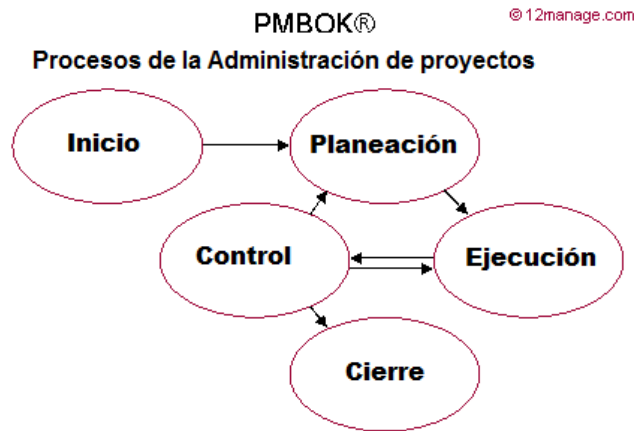 PMBOK®
© 12manage.com
Procesos de la Administración de proyectos
Inicio
Planeación
Control
Ejecución
Cierre